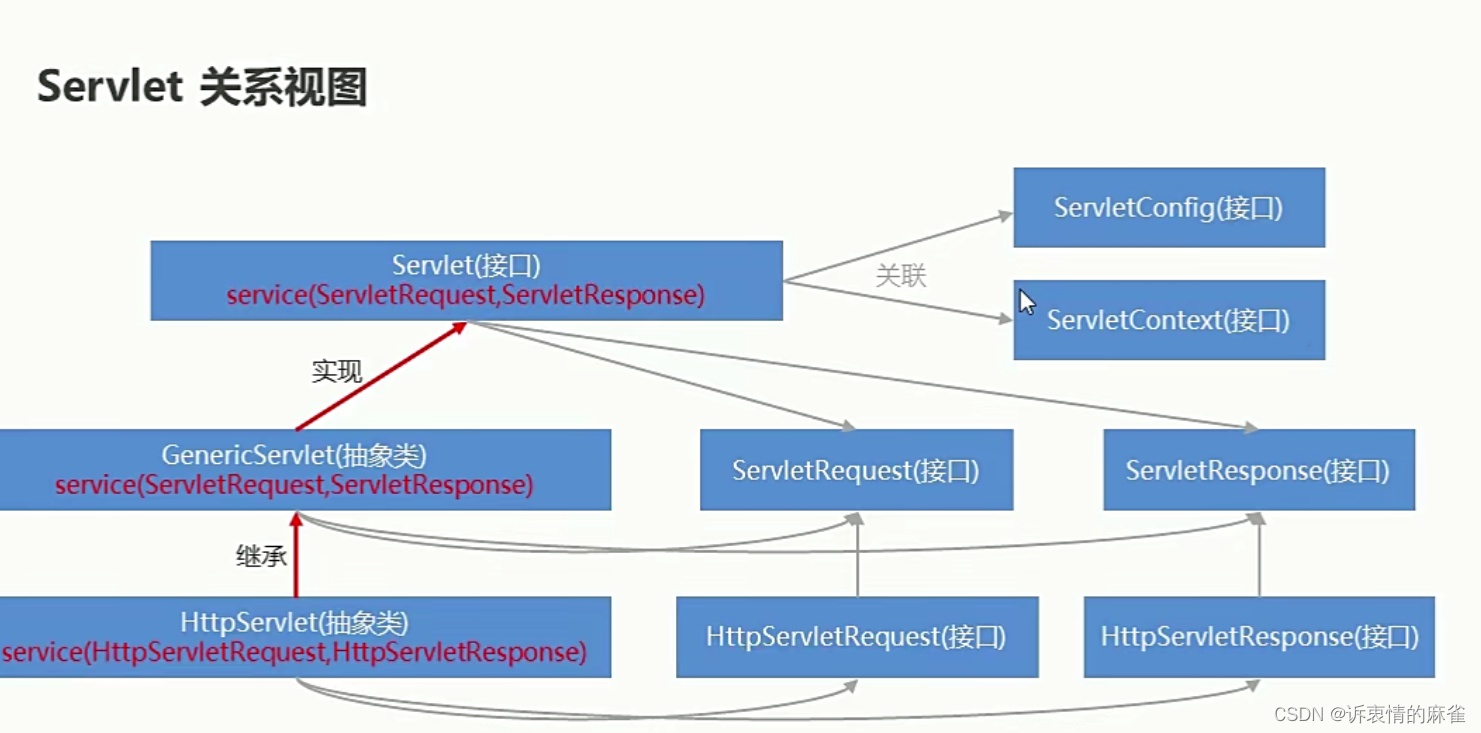 Servlet 关系视图
ServletConfig(接口)
Servlet(接口)
service(ServletRequest,ServletResponse)
关联
ServletContext(接口)
实现
GenericServlet(抽象类)
service(ServletRequest,ServletResponse)
ServletRequest(接口)
ServletResponse(接口)
继承
HttpServlet(抽象类)
service(HttpServletRequest,HttpServletResponse)
HttpServletRequest(接口)
HttpServletResponse(接口)
CSDN @诉衷情的麻雀